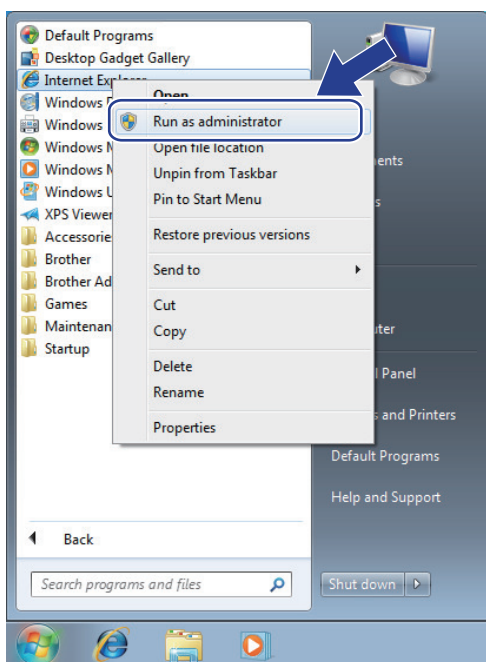 Default Programs
Desktop Gadget Gallery
Internet Explorer
Windows
Windows
Windows
Windows
Windows
XPS Viewer
Accessorie
Brother
Brother Ad
Games
Maintenan
Startup
Back
Search programs and files
Open
Run as administrator
Open file location
Unpin from Taskbar
Pin to Start Menu
Restore previous versions
Send to
Cut
Copy
Delete
Rename
Properties
ents
s
uter
l Panel
s and Printers
Default Programs
Help and Support
Shut down